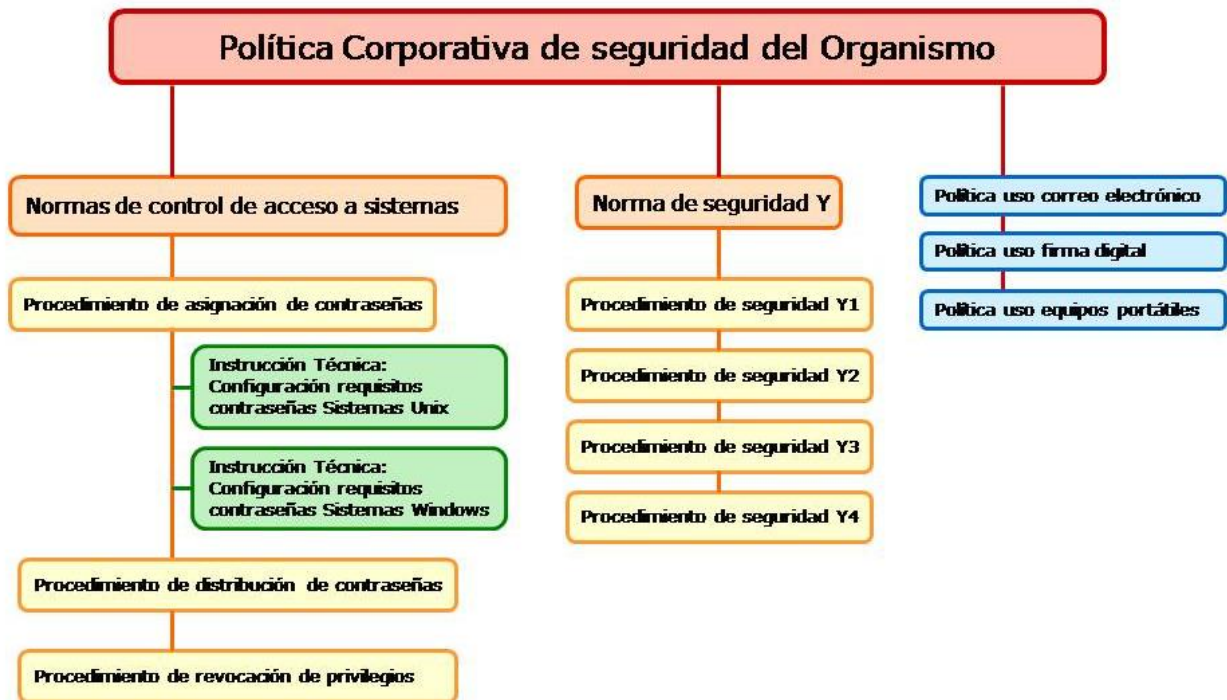 Política Corporativa de seguridad del Organismo
Normas de control de acceso a sistemas
Procedimiento de asignación de contraseñas
Instrucción Técnica:
Configuración requisitos
contraseñas Sistemas Unix
Instrucción Técnica:
Configuración requisitos
contraseñas Sistemas Windows
Procedimiento de distribución de contraseñas
Procedimiento de revocación de privilegios
Norma de seguridad Y
Procedimiento de seguridad Y1
Procedimiento de seguridad Y2
Procedimiento de seguridad Y3
Procedimiento de seguridad Y4
Política uso correo electrónico
Política uso firma digital
Política uso equipos portátiles